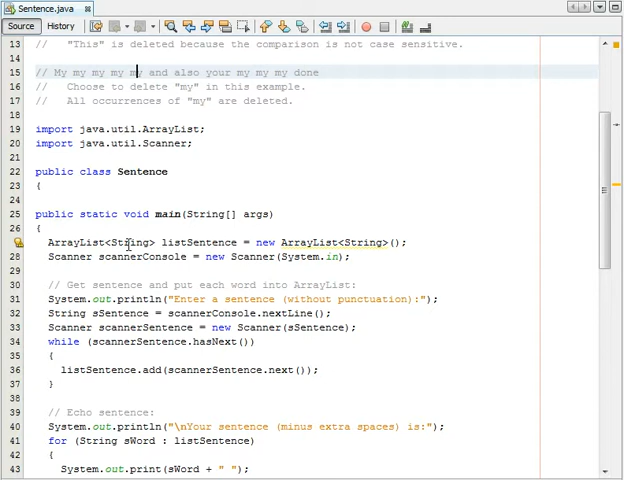 Sentence.java
Source History
13 // "This" is deleted because the comparison is not case sensitive.
14
15 // My my my my my and also your my my my done
16 // Choose to delete "my" in this example.
17 // All occurrences of "my" are deleted.
18
19 import java.util.ArrayList;
20 import java.util.Scanner;
21
22 public class Sentence
23 {
24
25 public static void main(String[] args)
26 {
ArrayList<String> listSentence = new ArrayList<String>();
28 Scanner scannerConsole = new Scanner(System.in);
29
30 // Get sentence and put each word into ArrayList:
31 System.out.println("Enter a sentence (without punctuation):");
32 String sSentence = scannerConsole.nextLine();
33 Scanner scannerSentence = new Scanner(sSentence);
34 while (scannerSentence.hasNext())
35 {
36 listSentence.add(scannerSentence.next());
37 }
38
39 // Echo sentence:
40 System.out.println("\nYour sentence (minus extra spaces) is:");
41 for (String sWord : listSentence)
42 {
43 System.out.print(sWord + " ");